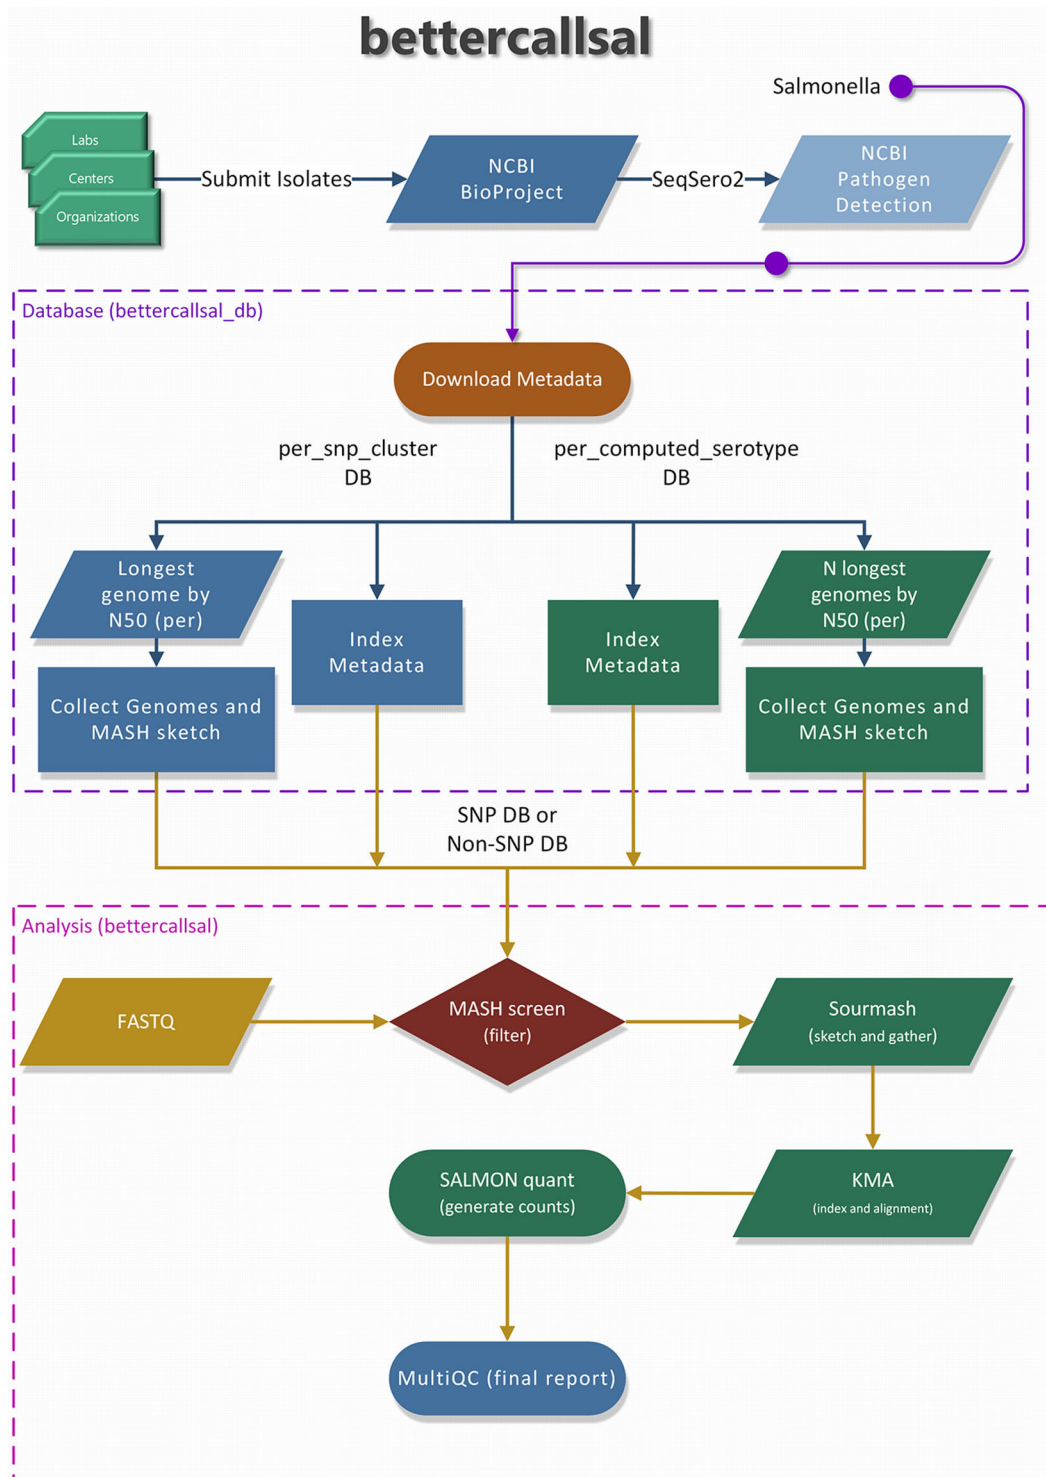 bettercallsal
Salmonella
Labs
Centers
Organizations
Submit Isolates
NCBI
BioProject
SeqSero2
NCBI
Pathogen
Detection
Database (bettercallsal_db)
Download Metadata
per_snp_cluster
DB
per_computed_serotype
DB
Longest
genome by
N50 (per)
Index
Metadata
Index
Metadata
N longest
genomes by
N50 (per)
Collect Genomes and
MASH sketch
Collect Genomes and
MASH sketch
SNP DB or
Non-SNP DB
Analysis (bettercallsal)
FASTQ
MASH screen
(filter)
Sourmash
(sketch and gather)
SALMON quant
(generate counts)
KMA
(index and alignment)
MultiQC (final report)